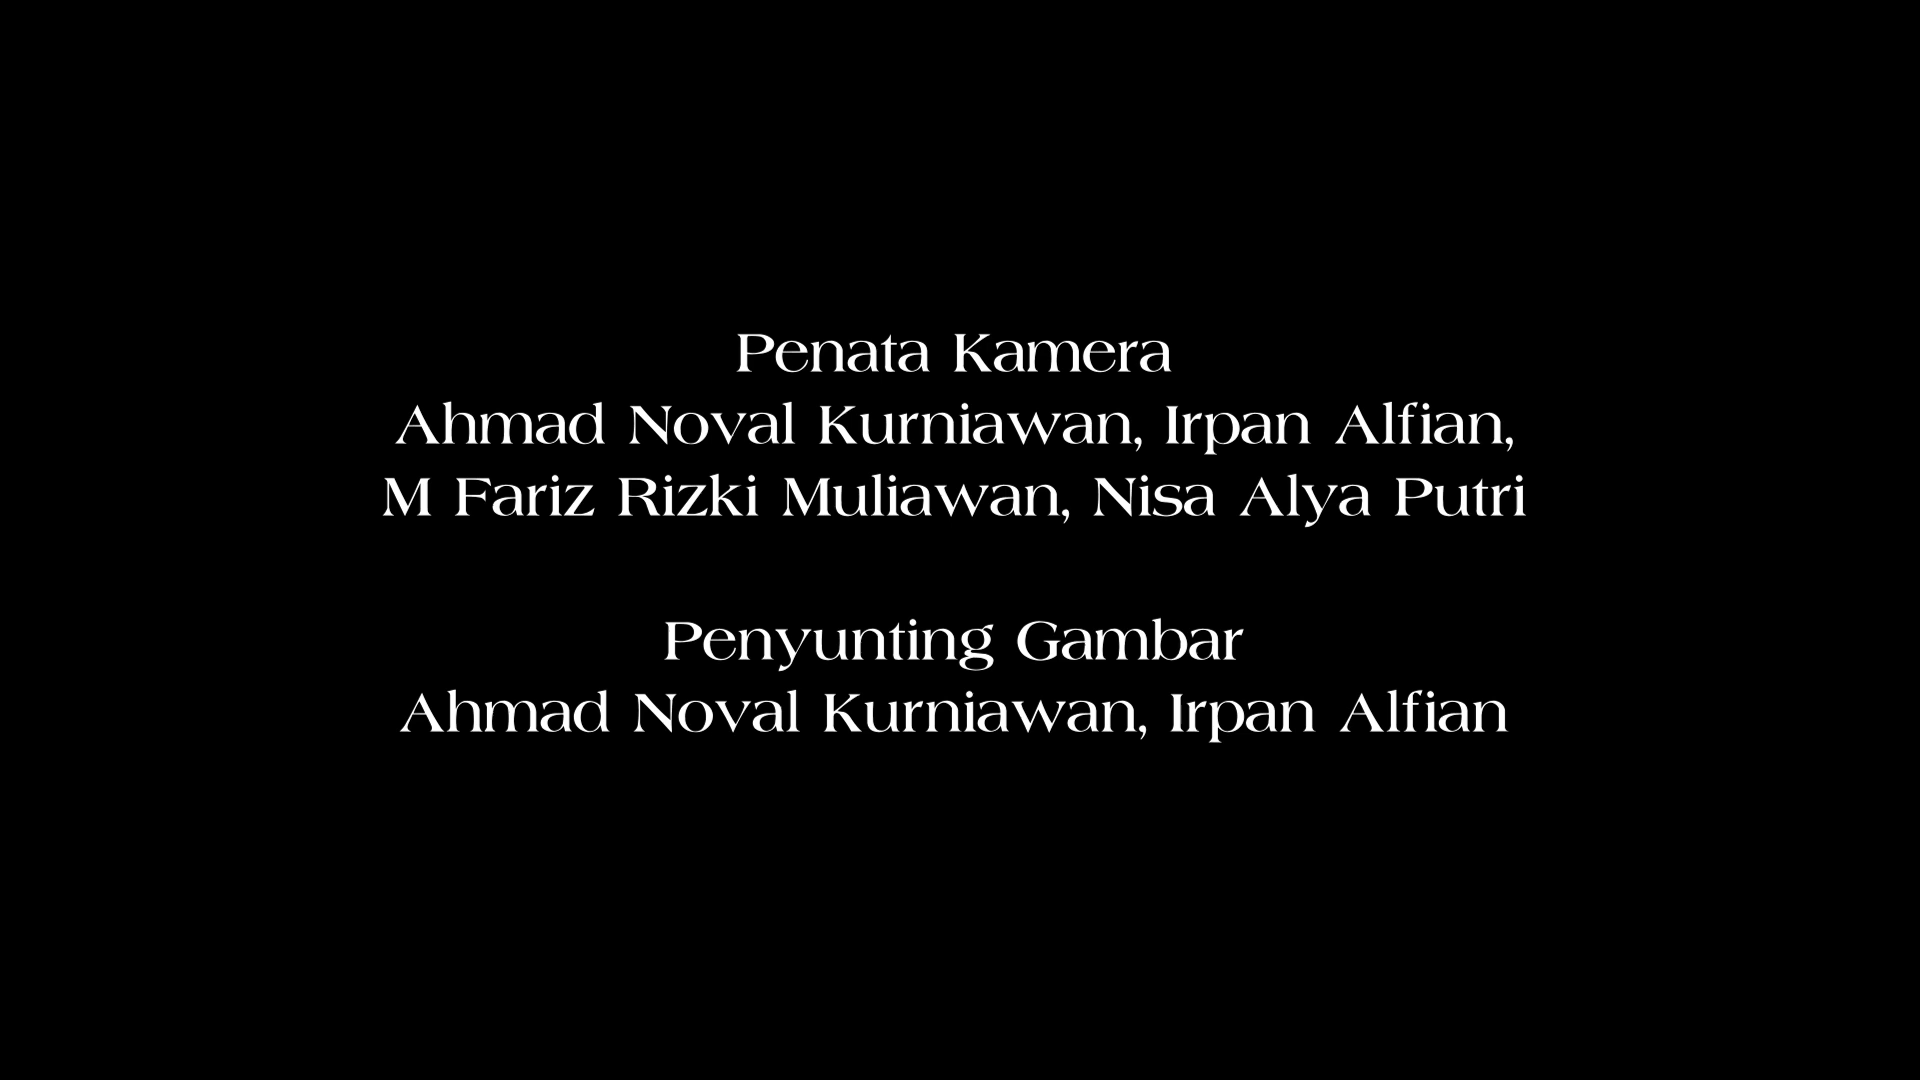 Penata Kamera
Ahmad Noval Kurniawan, Irpan Alfian,
M Fariz Rizki Muliawan, Nisa Alya Putri
Penyunting Gambar
Ahmad Noval Kurniawan, Irpan Alfian